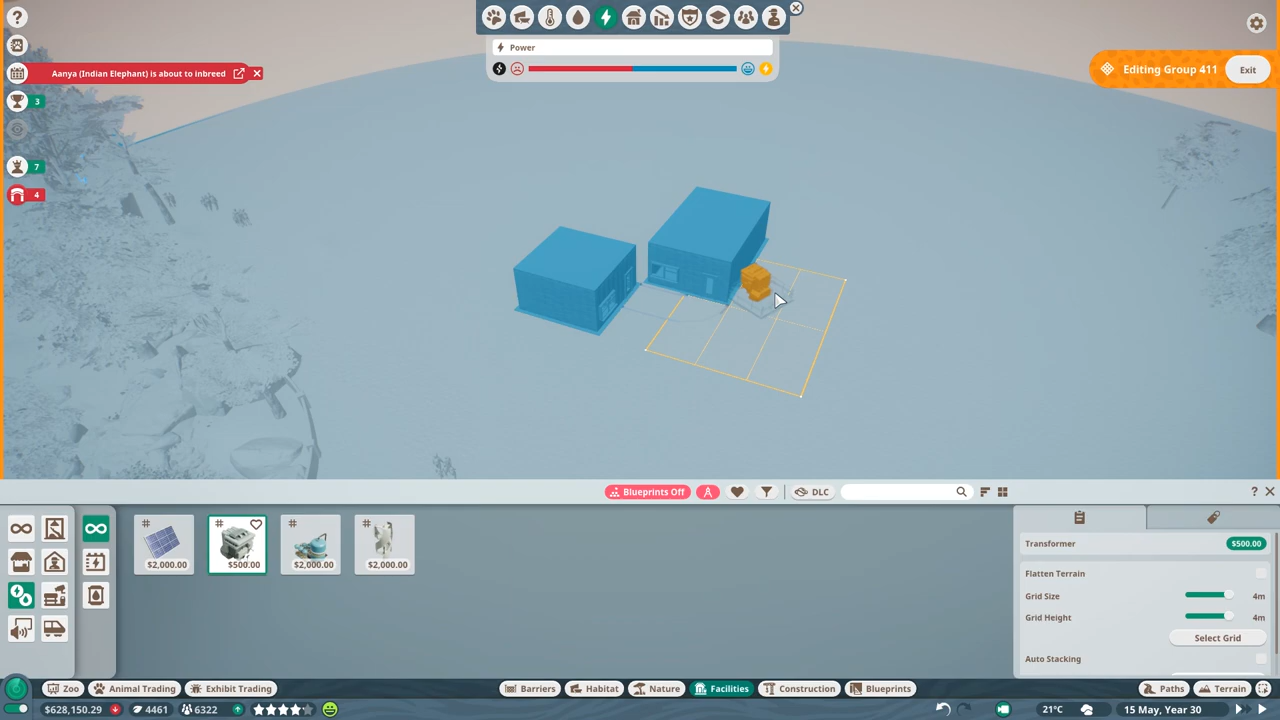 Power
Aanya (Indian Elephant) is about to inbreed
Editing Group 411
Exit
3
7
4
Blueprints Off
DLC
$2,000.00
$500.00
$2,000.00
$2,000.00
Transformer
$500.00
Flatten Terrain
Grid Size
4m
Grid Height
4m
Select Grid
Auto Stacking
Zoo
Animal Trading
Exhibit Trading
Barriers
Habitat
Nature
Facilities
Construction
Blueprints
Paths
Terrain
$628,150.29
4461
6322
21°C
15 May, Year 30